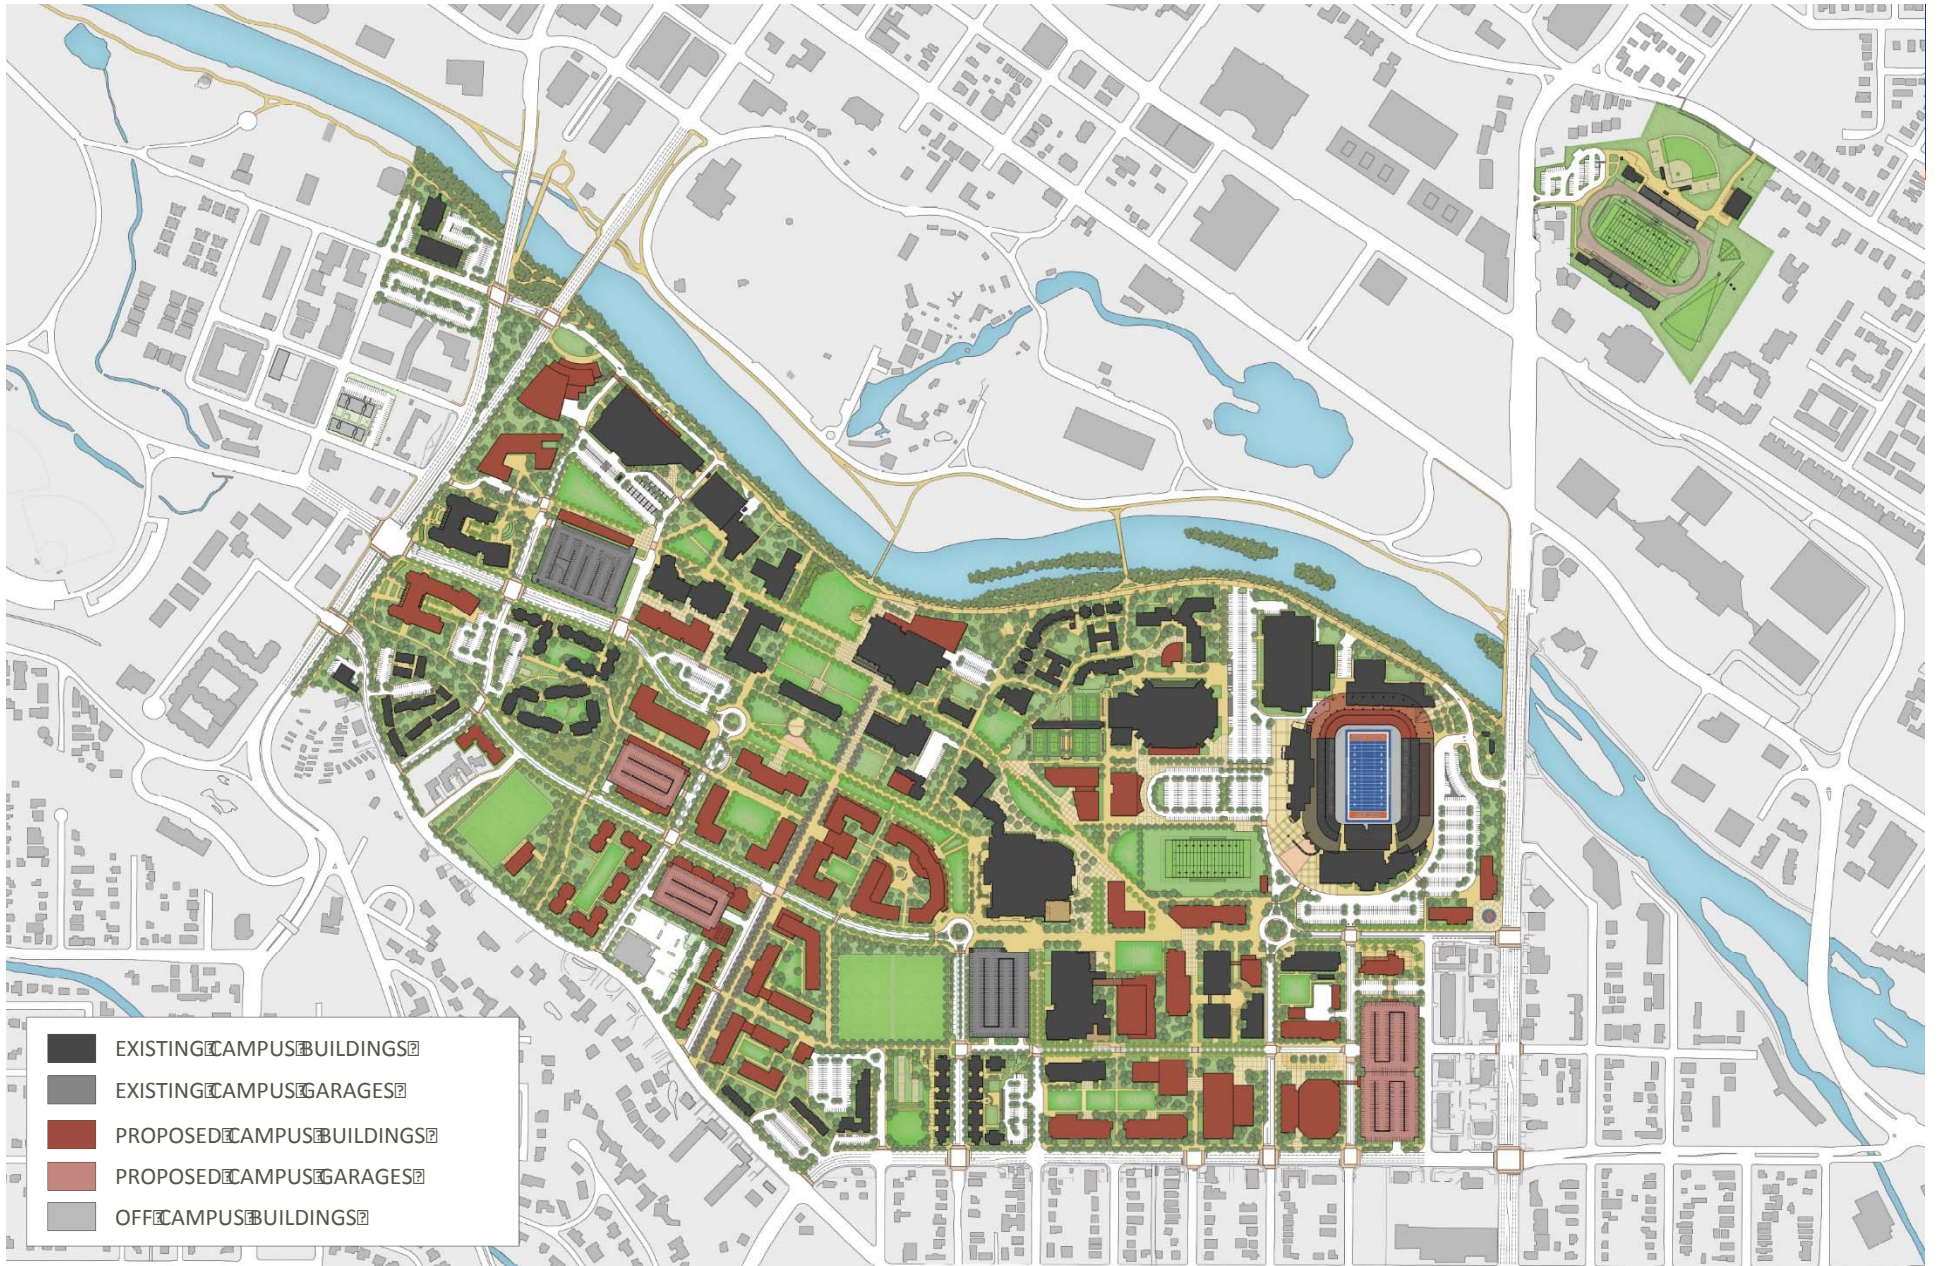 EXISTING⍰CAMPUS⍰BUILDINGS⍰
EXISTING⍰CAMPUS⍰GARAGES⍰
PROPOSED⍰CAMPUS⍰BUILDINGS⍰
PROPOSED⍰CAMPUS⍰GARAGES⍰
OFF⍰CAMPUS⍰BUILDINGS⍰